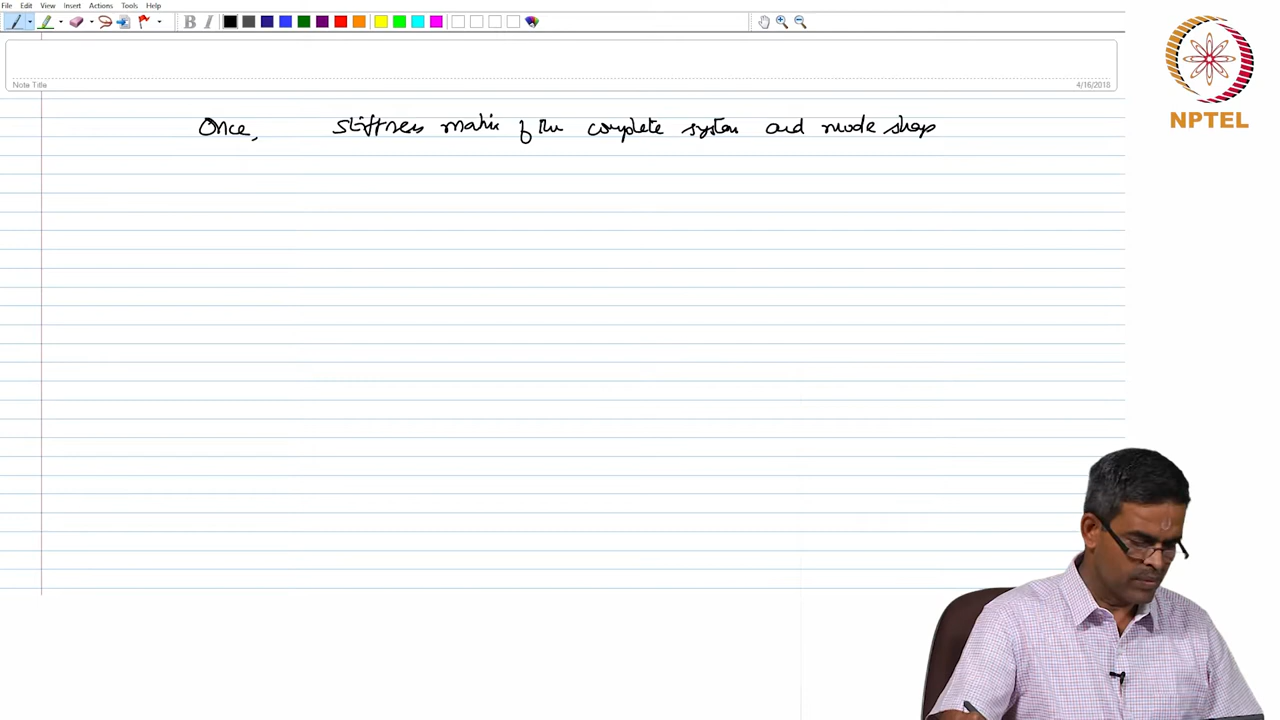 File Edit View Insert Actions Tools Help
B I
NPTEL
Note Title
4/16/2018
Once, stiffness matrix of the complete system and mode shap